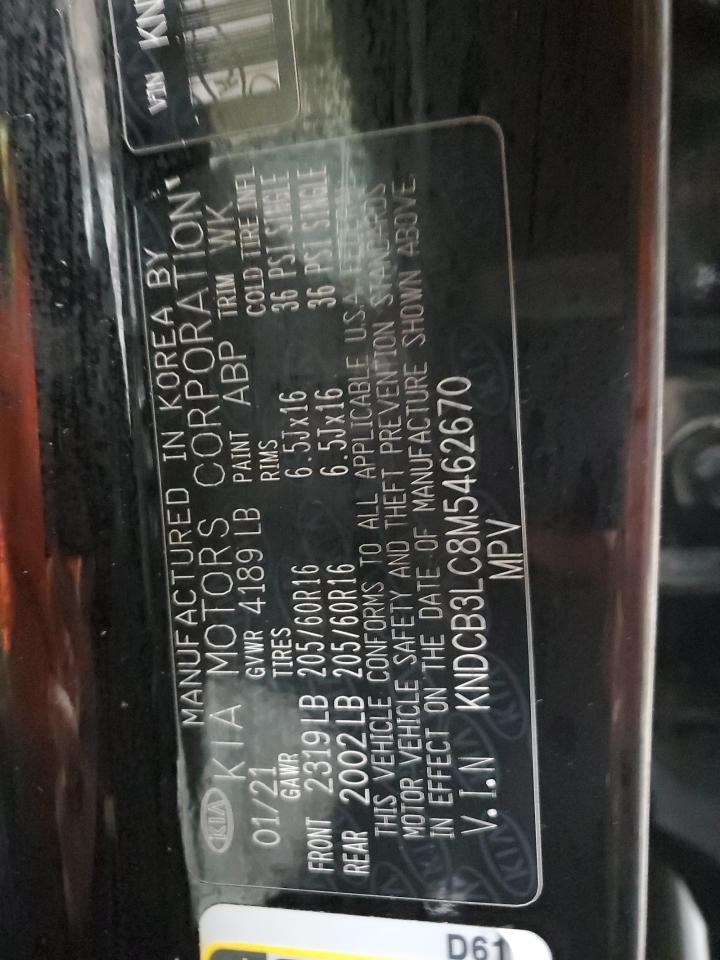 VIN KN
MANUFACTURED IN KOREA BY
KIA KIA MOTORS CORPORATION
01/21 GVWR 4189 LB PAINT ABP TRIM WK
GAWR TIRES RIMS COLD TIRE INFL
FRONT 2319 LB 205/60R16 6.5Jx16 36 PSI SINGLE
REAR 2002 LB 205/60R16 6.5Jx16 36 PSI SINGLE
THIS VEHICLE CONFORMS TO ALL APPLICABLE U.S.A.
MOTOR VEHICLE SAFETY AND THEFT PREVENTION STANDARDS
IN EFFECT ON THE DATE OF MANUFACTURE SHOWN ABOVE.
V.I.N KNDCB3LC8M5462670
MPV
D61